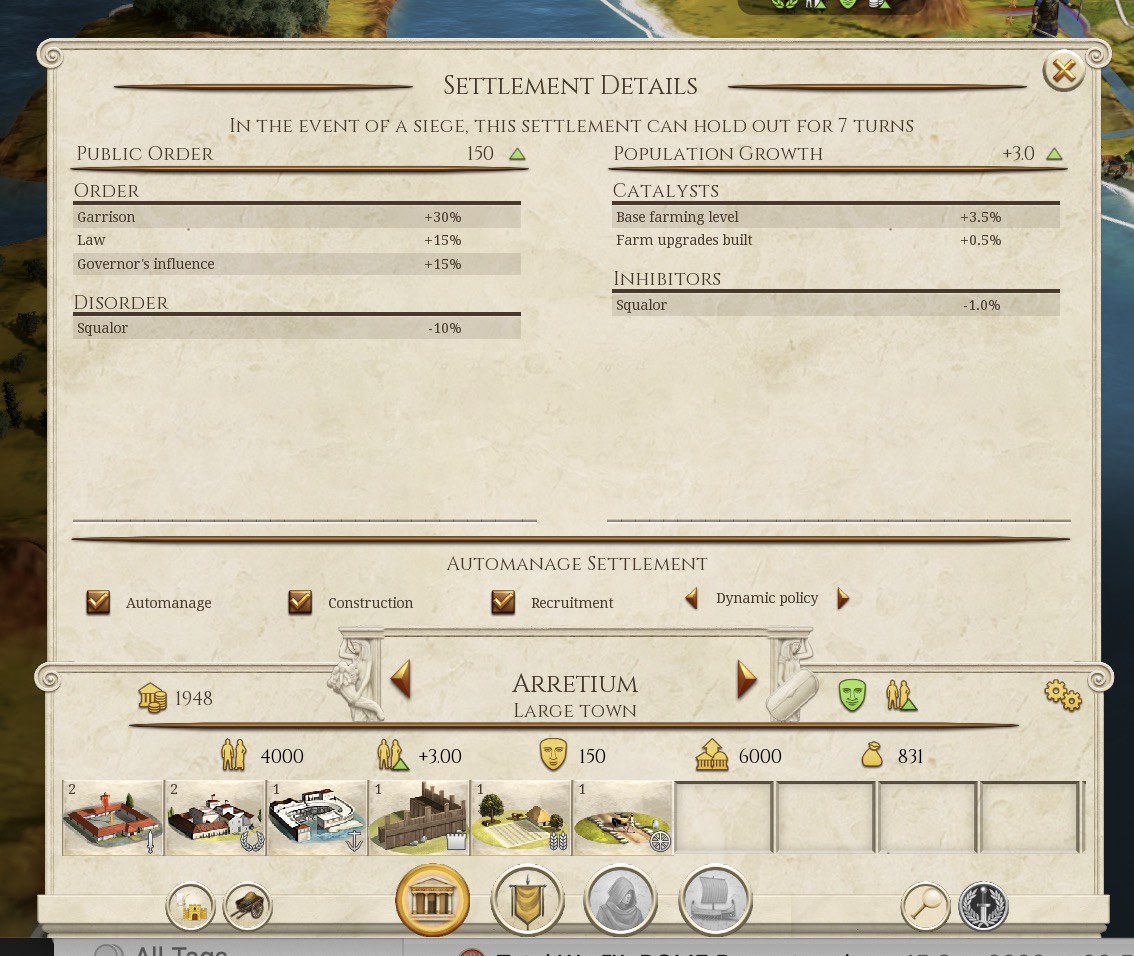 Settlement Details
In the event of a siege, this settlement can hold out for 7 turns
Public Order 150
Population Growth +3.0
Order
Garrison +30%
Law +15%
Governor's influence +15%
Disorder
Squalor -10%
Catalysts
Base farming level +3.5%
Farm upgrades built +0.5%
Inhibitors
Squalor -1.0%
Automanage Settlement
Automanage Construction Recruitment Dynamic policy
1948
Arretium
Large town
4000 +3.00 150 6000 831
2 2 1 1 1 1
All Tags